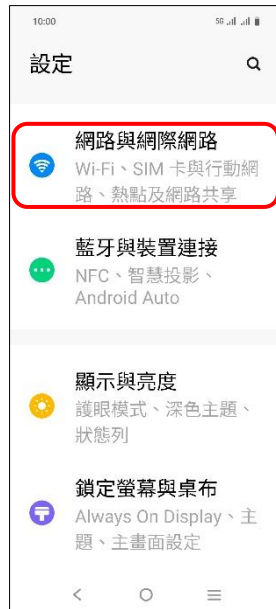 10:00
5G
設定
網路與網際網路
Wi-Fi、SIM 卡與行動網
路、熱點及網路共享
藍牙與裝置連接
NFC、智慧投影、
Android Auto
顯示與亮度
護眼模式、深色主題、
狀態列
鎖定螢幕與桌布
Always On Display、主
題、主畫面設定